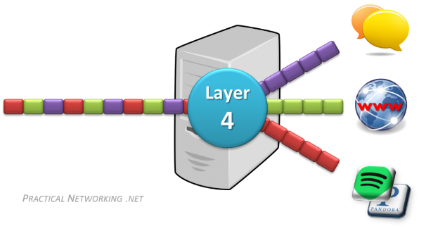 Layer
4
WWW
PRACTICAL NETWORKING .NET
PANDORA